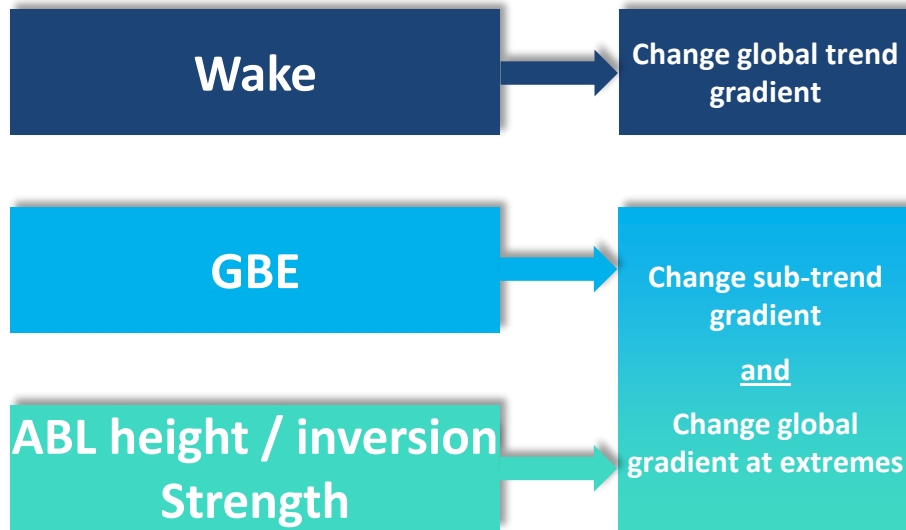 Wake
Change global trend
gradient
GBE
Change sub-trend
gradient
and
Change global
gradient at extremes
ABL height / inversion
Strength